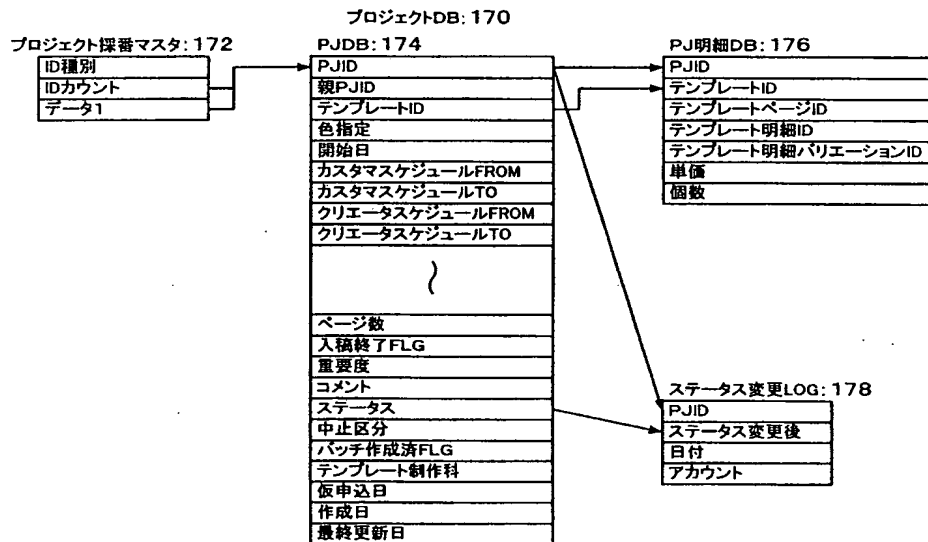 プロジェクトDB:170
プロジェクト採番マスタ:172
ID種別
IDカウント
データ1
PJDB:174
PJID
親PJID
テンプレートID
色指定
開始日
カスタマスケジュールFROM
カスタマスケジュールTO
クリエータスケジュールFROM
クリエータスケジュールTO
ページ数
入稿終了FLG
重要度
コメント
ステータス
中止区分
バッチ作成済FLG
テンプレート制作科
仮申込日
作成日
最終更新日
PJ明細DB:176
PJID
テンプレートID
テンプレートページID
テンプレート明細ID
テンプレート明細バリエーションID
単価
個数
ステータス変更LOG:178
PJID
ステータス変更後
日付
アカウント